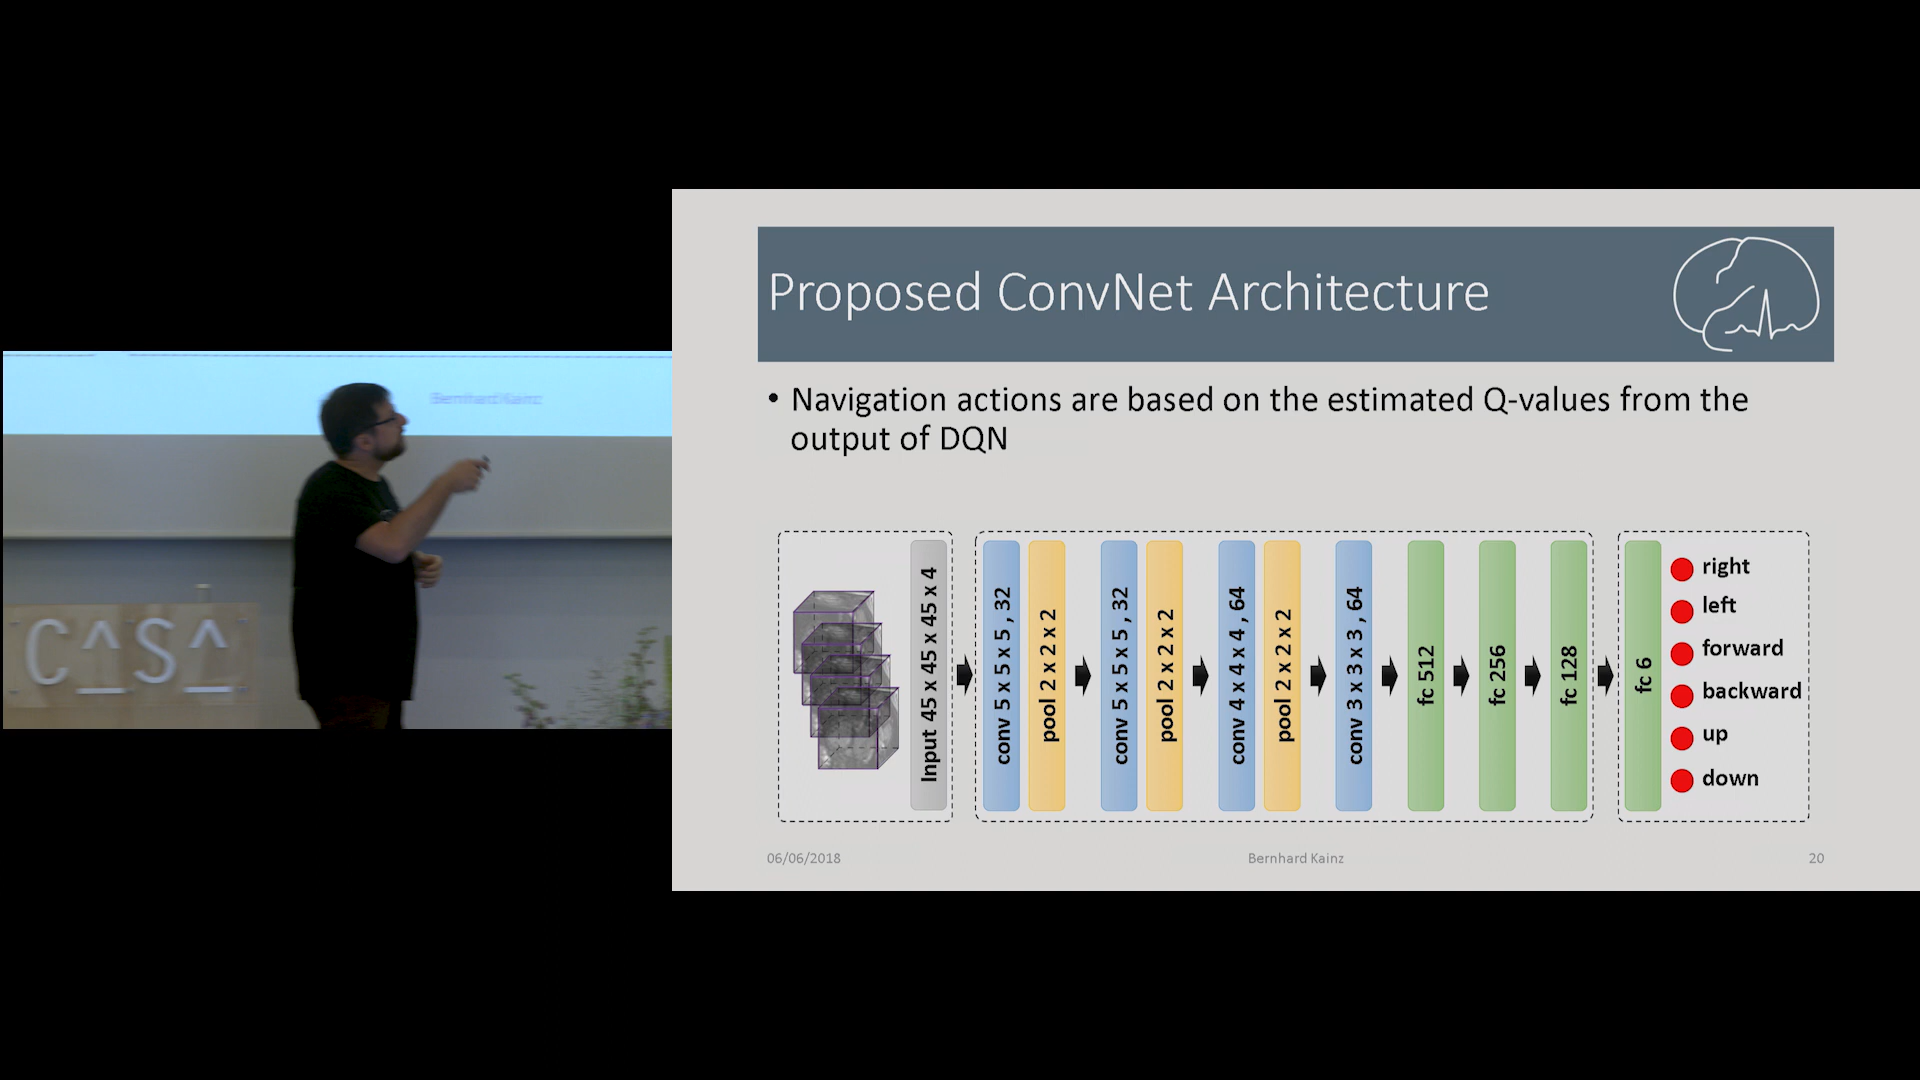 Bernhard Kainz
CASA
Proposed ConvNet Architecture
• Navigation actions are based on the estimated Q-values from the
output of DQN
Input 45 x 45 x 45 x 4
conv 5 x 5 x 5 , 32
pool 2 x 2 x 2
conv 5 x 5 x 5 , 32
pool 2 x 2 x 2
conv 4 x 4 x 4 , 64
pool 2 x 2 x 2
conv 3 x 3 x 3 , 64
fc 512
fc 256
fc 128
fc 6
right
left
forward
backward
up
down
06/06/2018
Bernhard Kainz
20